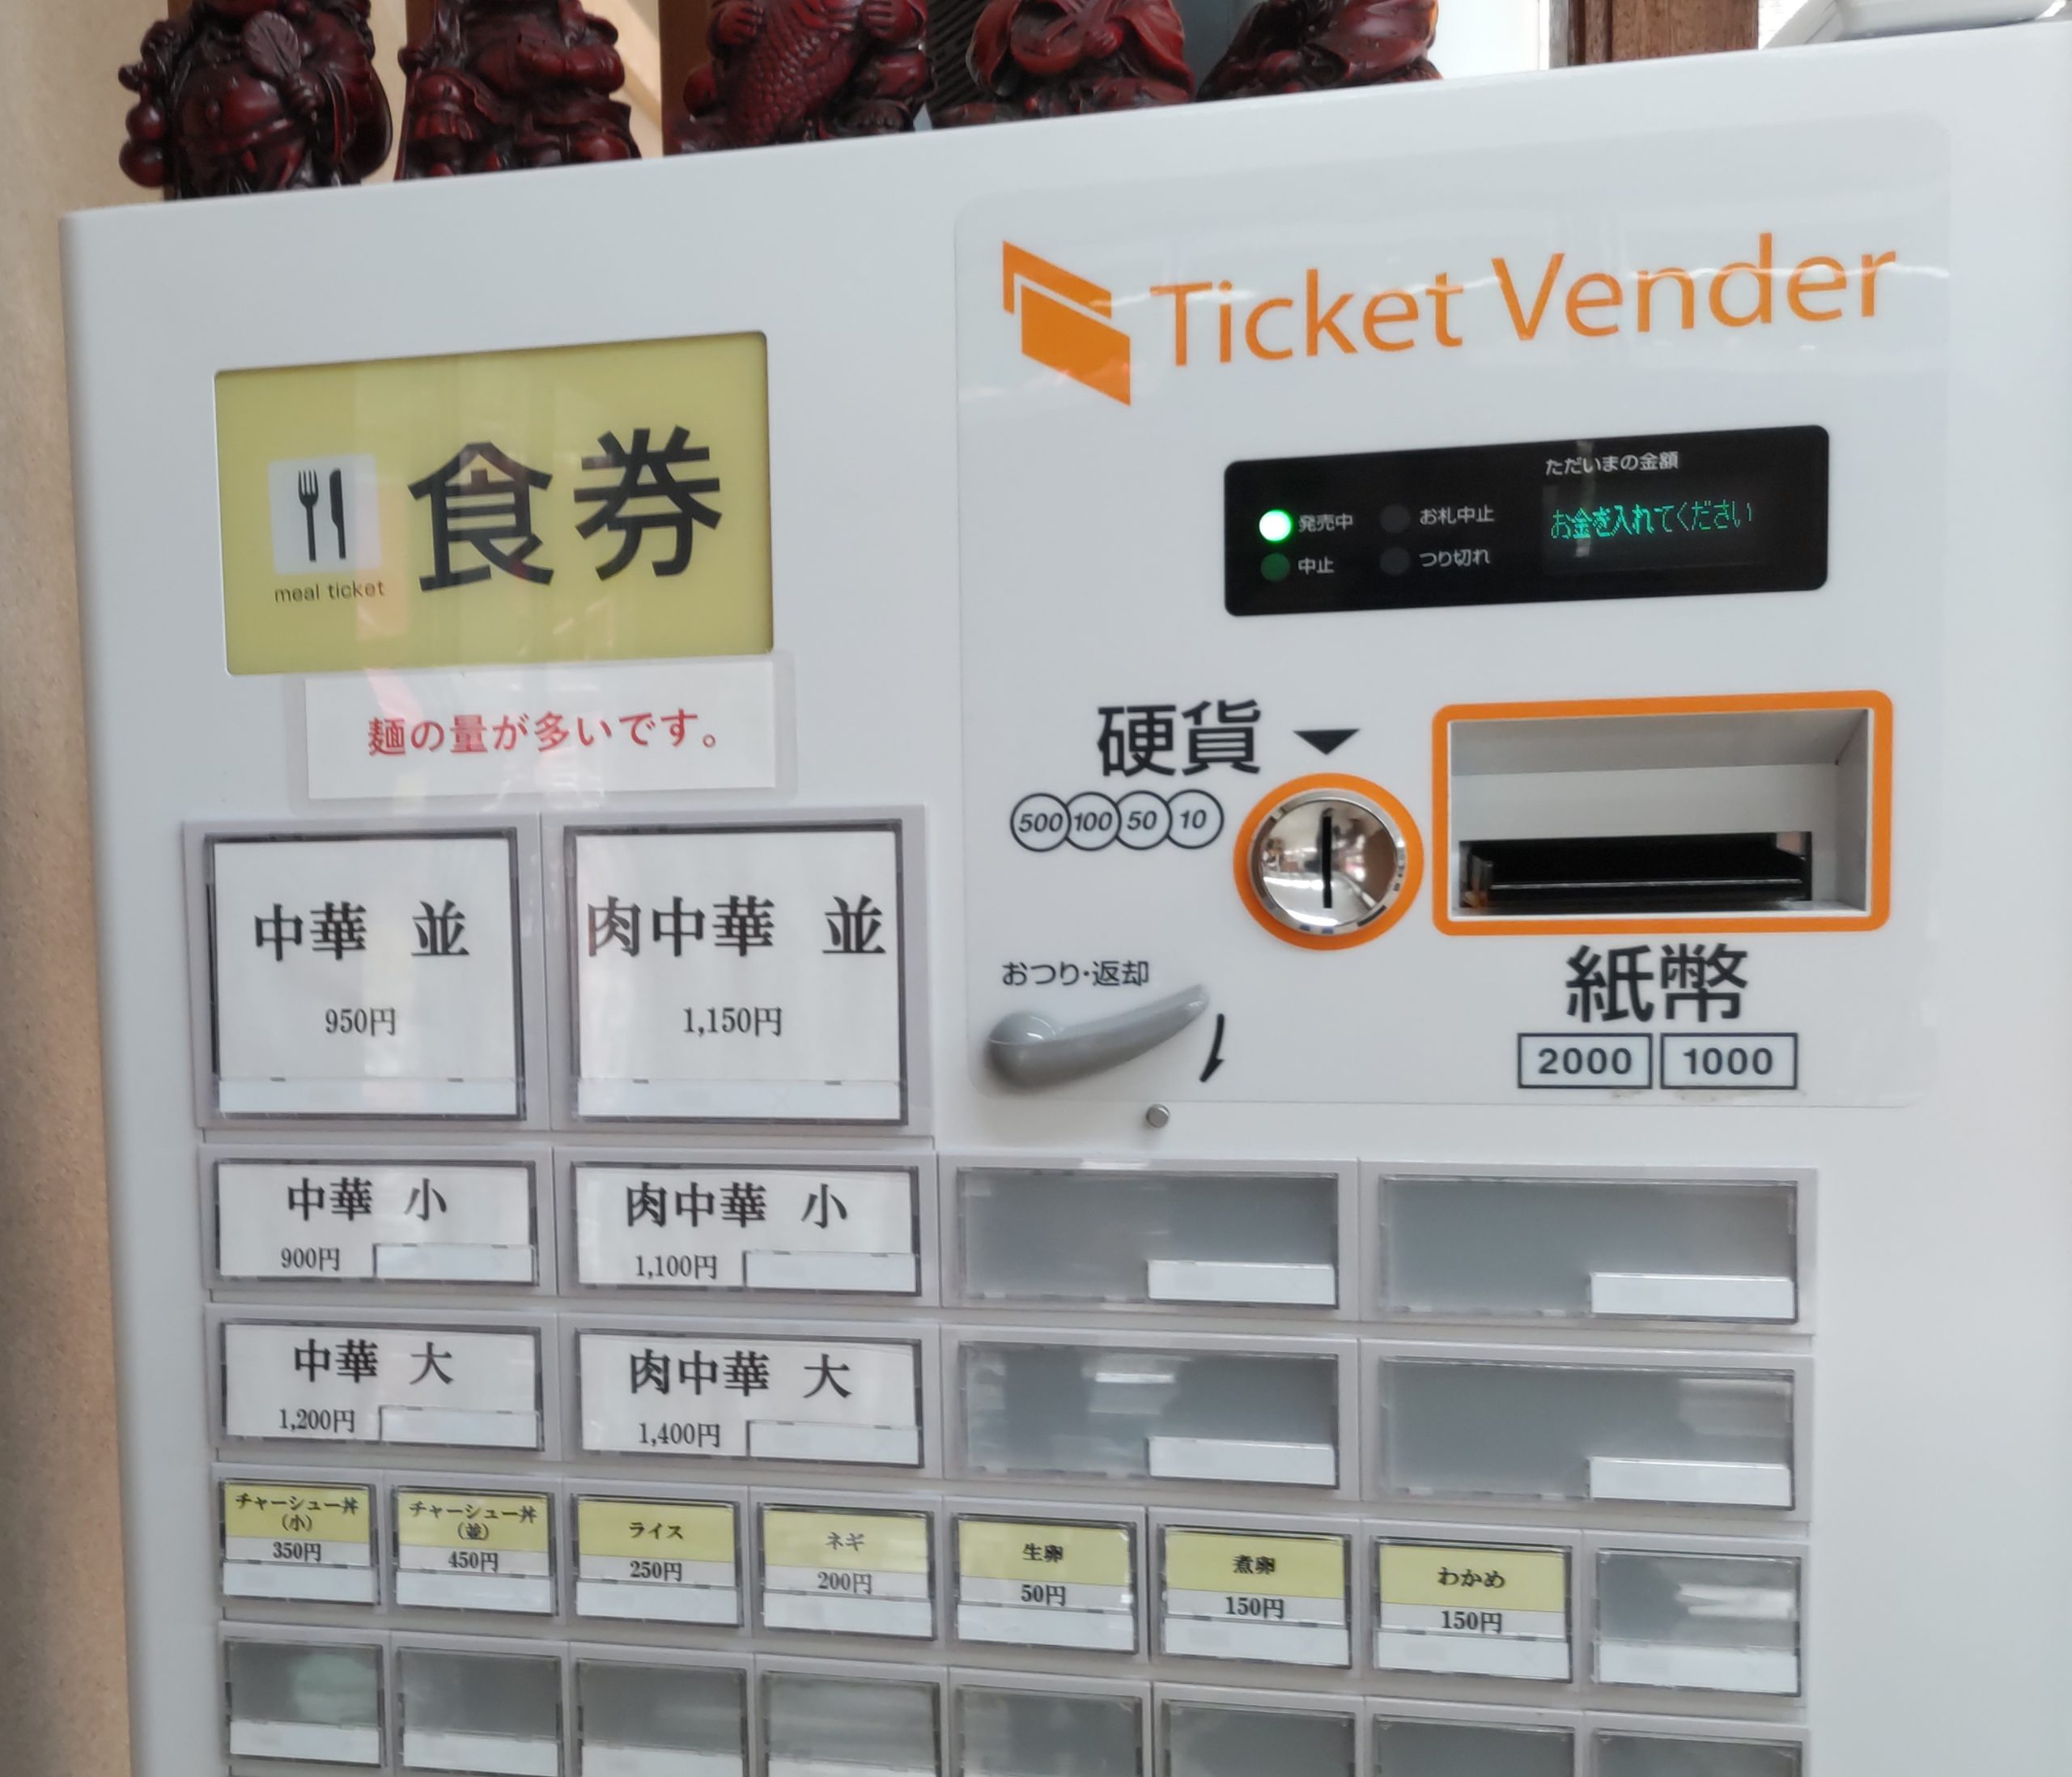 Ticket Vender
食券
meal ticket
ただいまの金額
お金を入れてください
発売中
お札中止
中止
つり切れ
麺の量が多いです。
硬貨
500 100 50 10
おつり・返却
紙幣
2000 1000
中華 並
950円
肉中華 並
1,150円
中華 小
900円
肉中華 小
1,100円
中華 大
1,200円
肉中華 大
1,400円
チャーシュー丼
(小)
350円
チャーシュー丼
(並)
450円
ライス
250円
ネギ
200円
生卵
50円
煮卵
150円
わかめ
150円